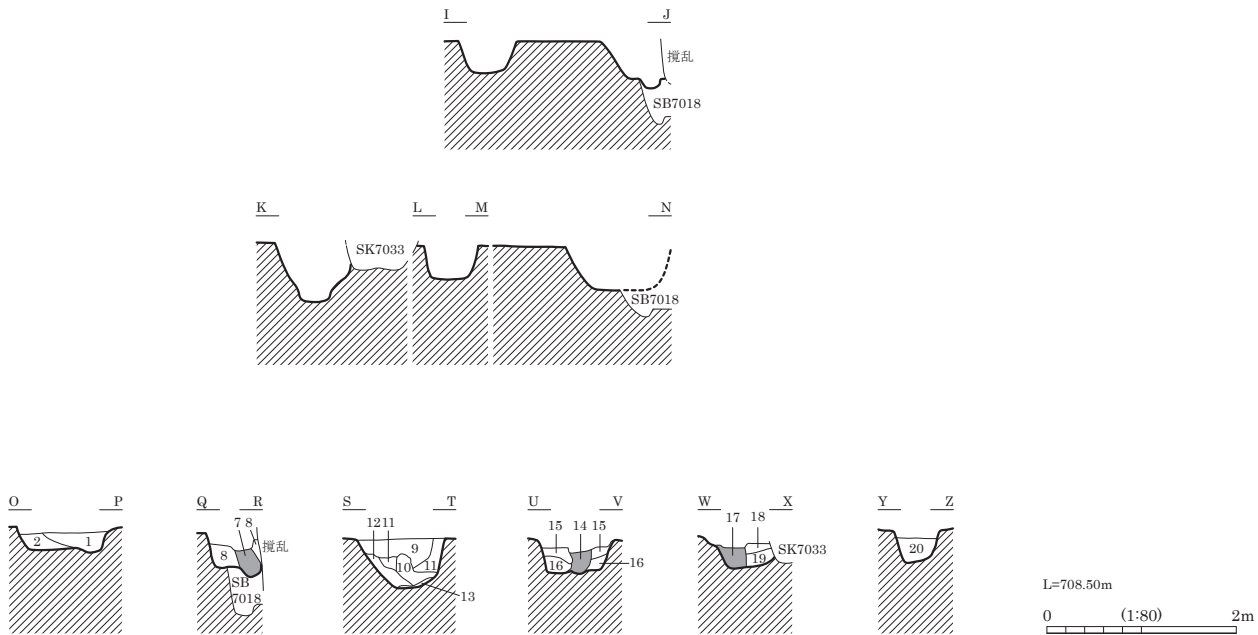 I J
撹乱
SB7018
K L M N
SK7033
SB7018
O P Q R S T U V W X Y Z
7 8
12 11
15 14 15
17 18
2 1
8
撹乱
9
10
11
16
16
19
SK7033
20
SB
7018
13
L=708.50m
0 (1:80) 2m